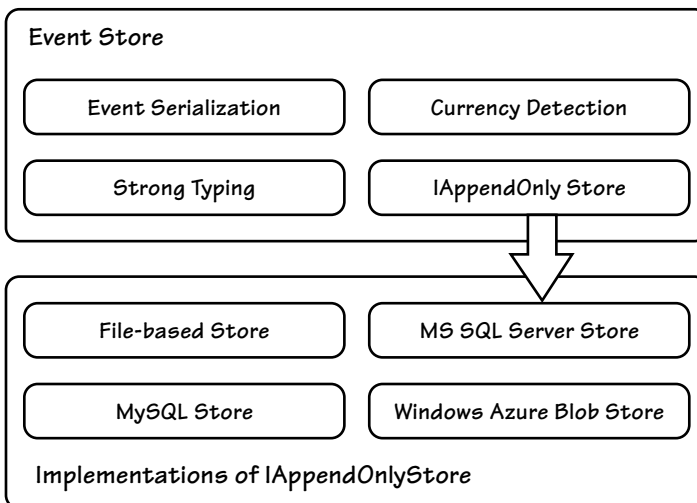 Event Store
Event Serialization
Currency Detection
Strong Typing
IAppendOnly Store
File-based Store
MS SQL Server Store
MySQL Store
Windows Azure Blob Store
Implementations of IAppendOnlyStore